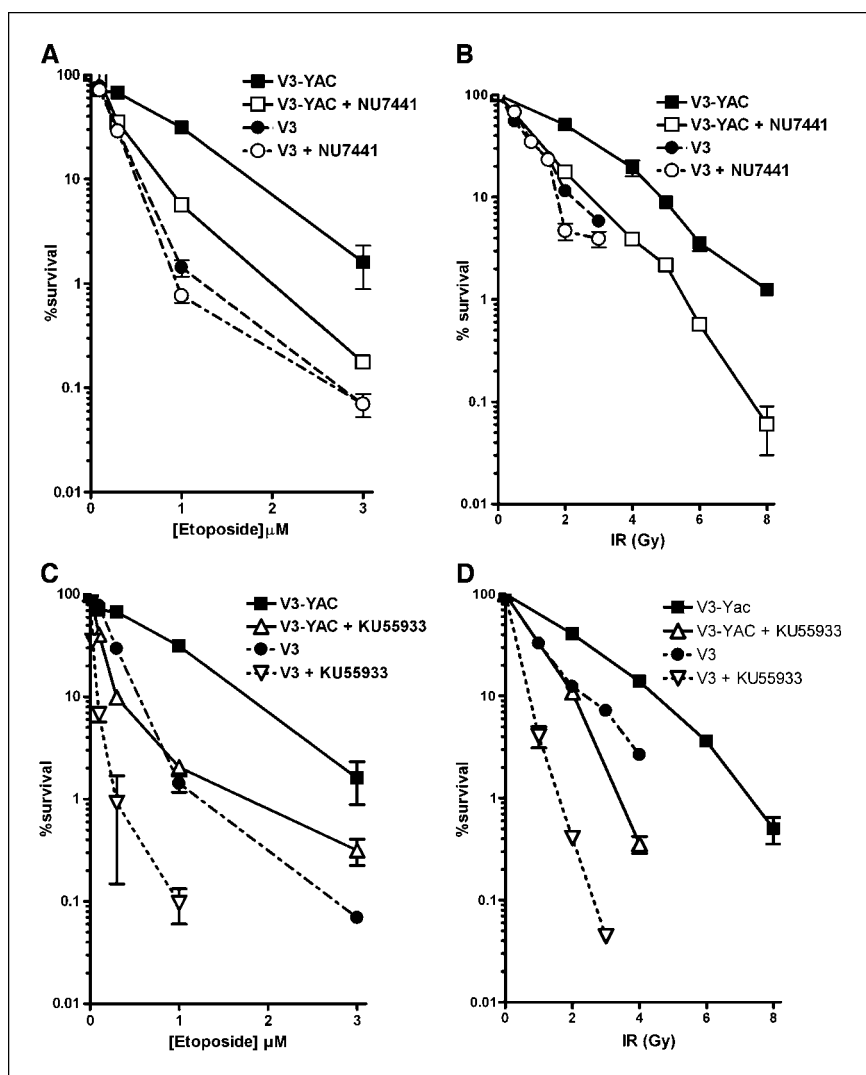 A
100
10
1
0.1
0.01
%survival
0
1
2
3
[Etoposide]μM
V3-YAC
V3-YAC + NU7441
V3
V3 + NU7441
B
100
10
1
0.1
0.01
% survival
0
2
4
6
8
IR (Gy)
V3-YAC
V3-YAC + NU7441
V3
V3 + NU7441
C
100
10
1
0.1
0.01
%survival
0
1
2
3
[Etoposide] μM
V3-YAC
V3-YAC + KU55933
V3
V3 + KU55933
D
100
10
1
0.1
0.01
%survival
0
2
4
6
8
IR (Gy)
V3-Yac
V3-YAC + KU55933
V3
V3 + KU55933